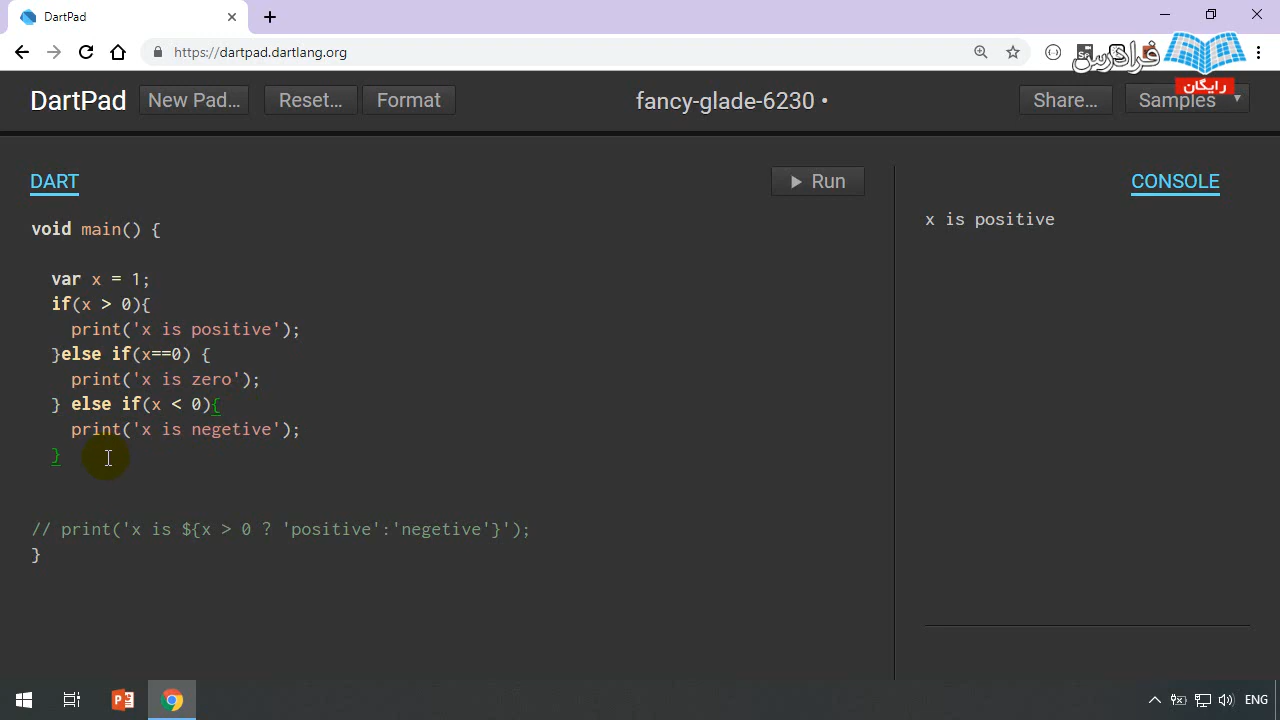 DartPad
https://dartpad.dartlang.org
فرادرس
رایگان
DartPad New Pad... Reset... Format fancy-glade-6230 • Share... Samples
DART Run CONSOLE
void main() {
x is positive
var x = 1;
if(x > 0){
print('x is positive');
}else if(x==0) {
print('x is zero');
} else if(x < 0){
print('x is negetive');
}
// print('x is ${x > 0 ? 'positive':'negetive'}');
}
ENG